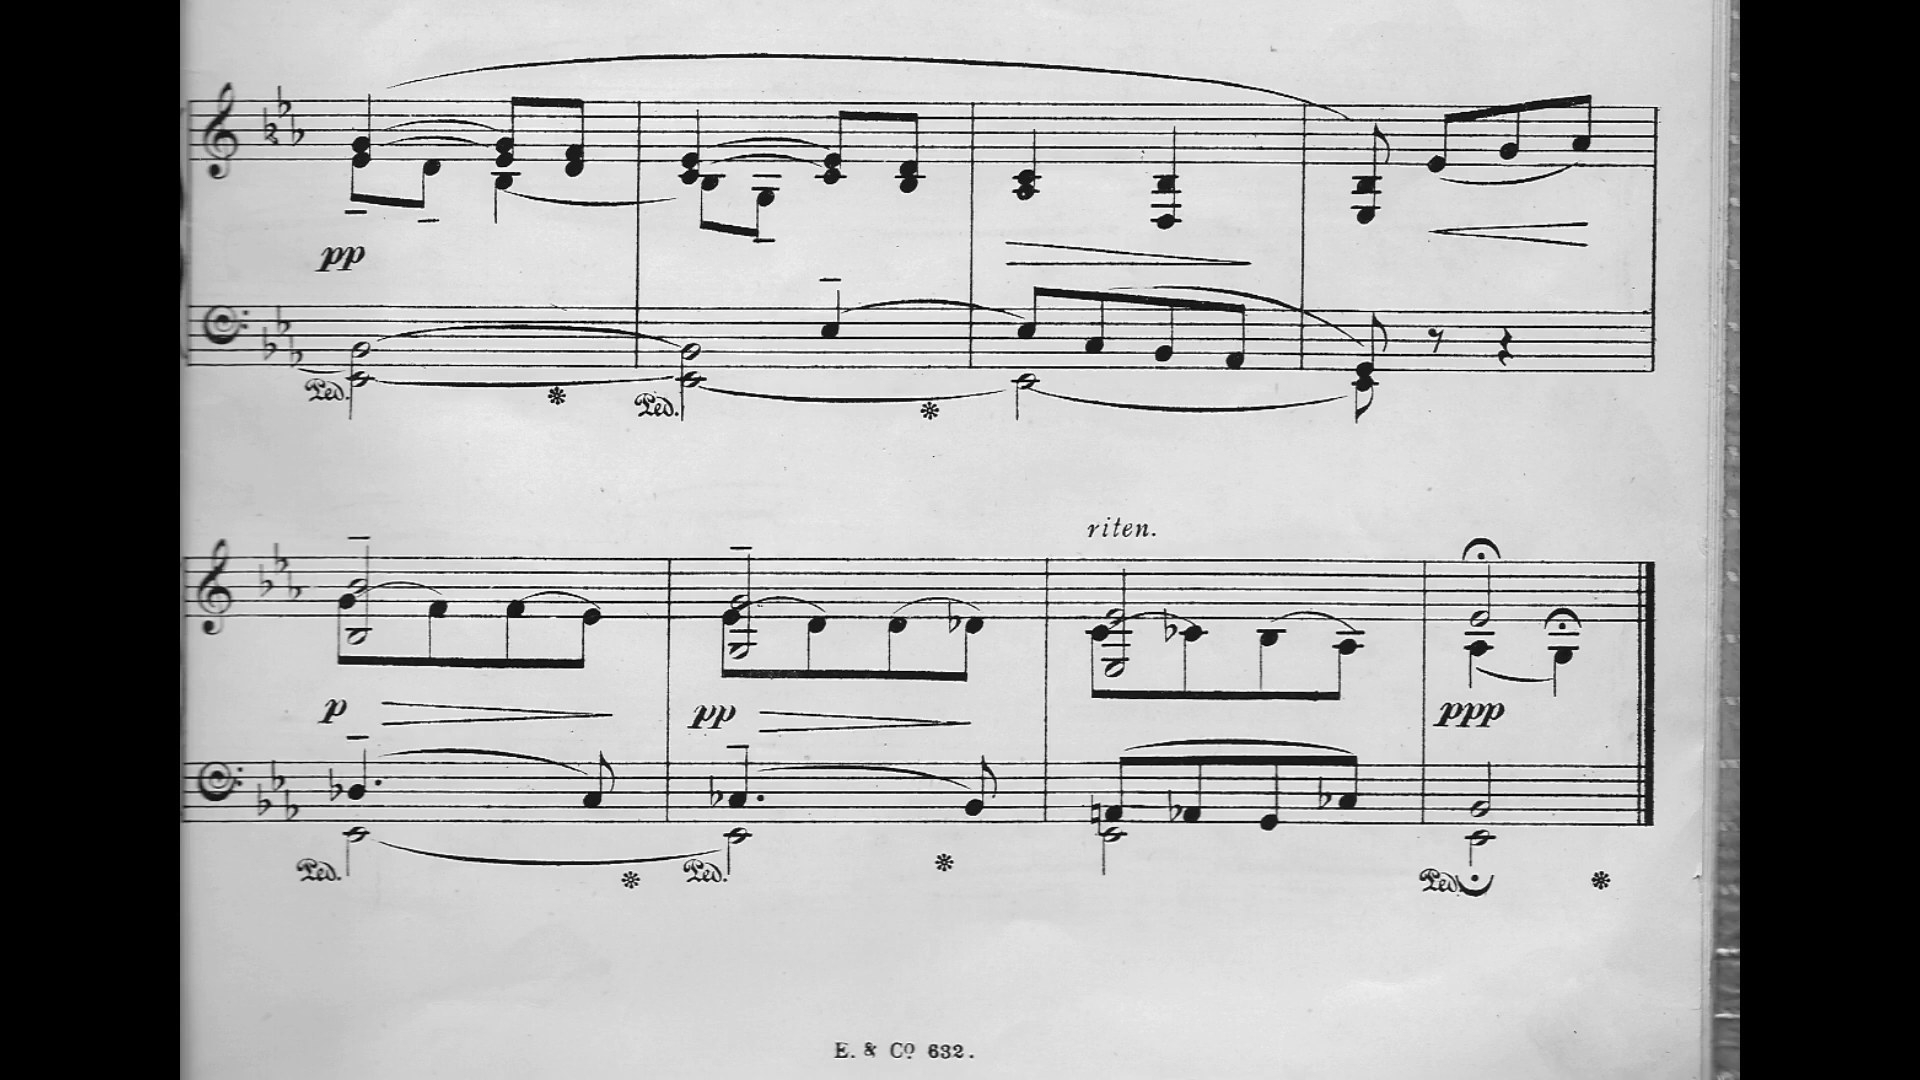 pp
Ped. * Ped. *
riten.
p pp ppp
Ped. * Ped. * Ped. *
E. & Co. 632.